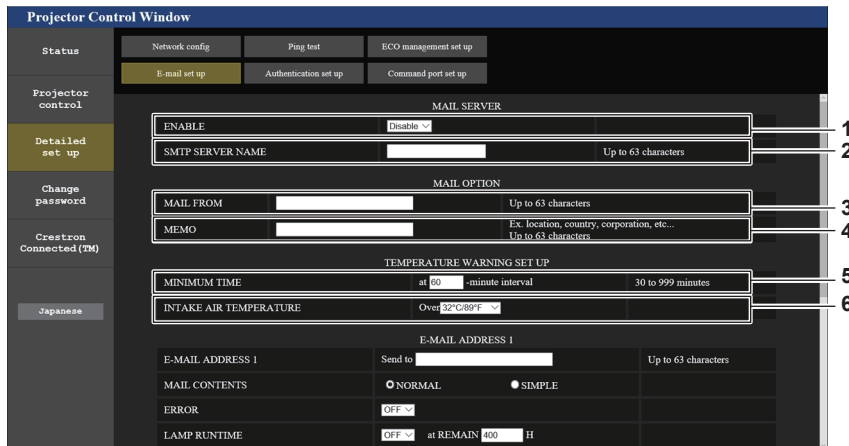 Projector Control Window
Status
Network config
Ping test
ECO management set up
E-mail set up
Authentication set up
Command port set up
Projector
control
Detailed
set up
Change
password
Crestron
Connected(TM)
Japanese
MAIL SERVER
ENABLE Disable 1
SMTP SERVER NAME Up to 63 characters 2
MAIL OPTION
MAIL FROM Up to 63 characters 3
MEMO Ex. location, country, corporation, etc... 4
Up to 63 characters
TEMPERATURE WARNING SET UP
MINIMUM TIME at 60 -minute interval 30 to 999 minutes 5
INTAKE AIR TEMPERATURE Over 32°C/89°F 6
E-MAIL ADDRESS 1
E-MAIL ADDRESS 1 Send to Up to 63 characters
MAIL CONTENTS NORMAL SIMPLE
ERROR OFF
LAMP RUNTIME OFF at REMAIN 400 H